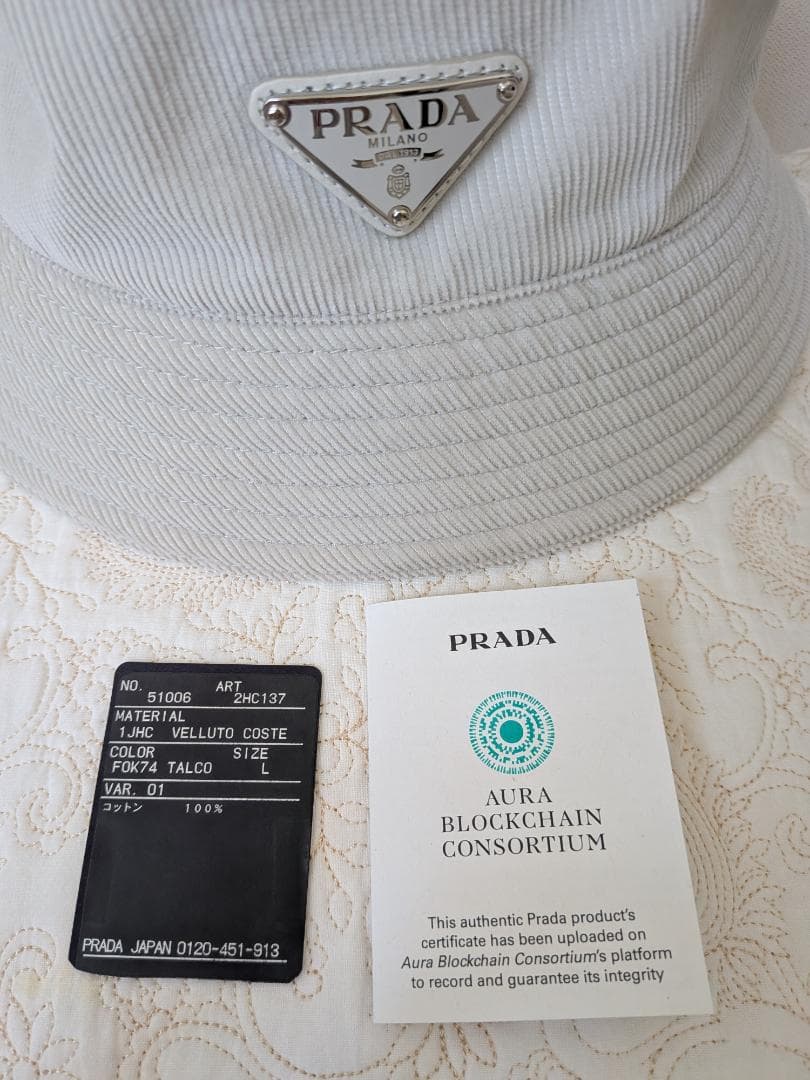 PRADA
MILANO
DAL 1913
NO. 51006 ART 2HC137
MATERIAL
1JHC VELLUTO COSTE
COLOR SIZE
F0K74 TALCO L
VAR. 01
コットン 100%
PRADA JAPAN 0120-451-913
PRADA
AURA
BLOCKCHAIN
CONSORTIUM
This authentic Prada product's
certificate has been uploaded on
Aura Blockchain Consortium's platform
to record and guarantee its integrity